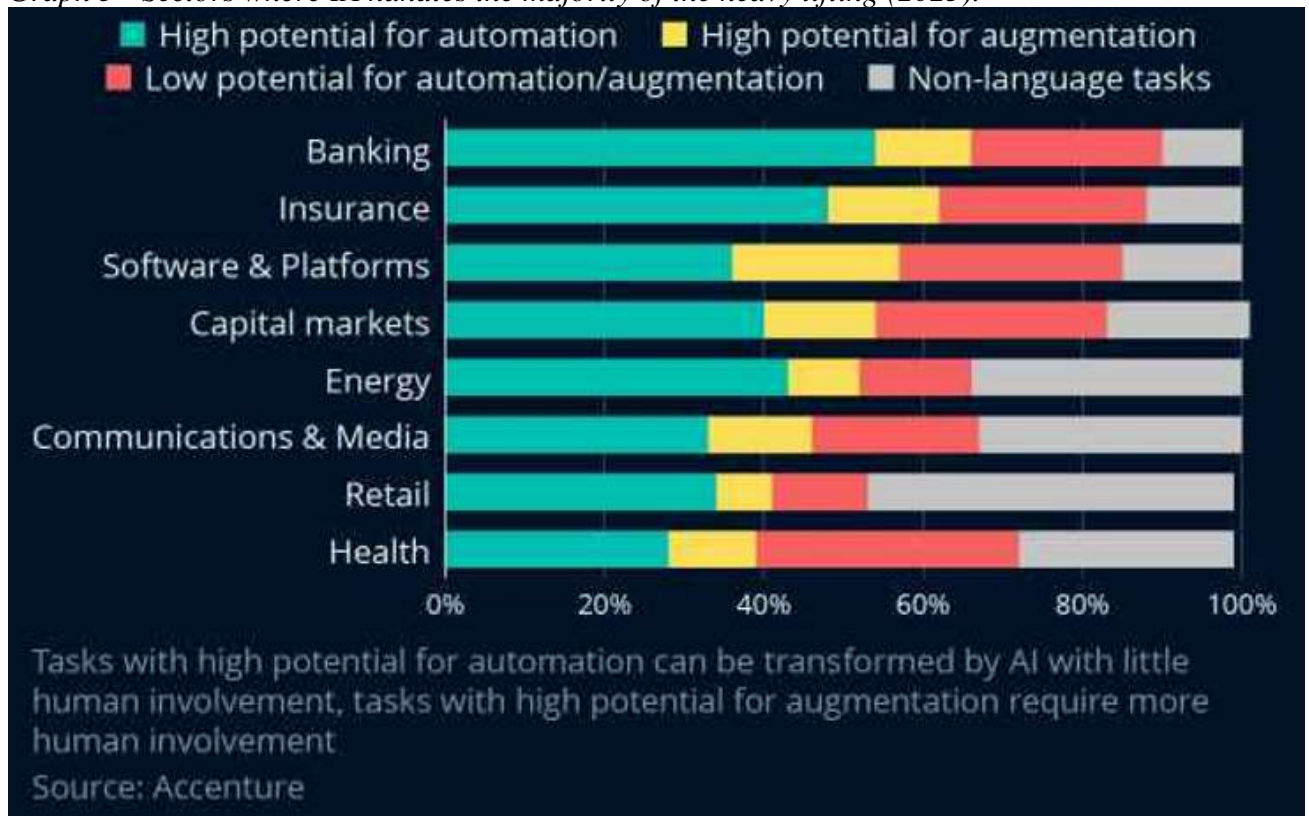 High potential for automation High potential for augmentation
Low potential for automation/augmentation Non-language tasks
Banking
Insurance
Software & Platforms
Capital markets
Energy
Communications & Media
Retail
Health
0% 20% 40% 60% 80% 100%
Tasks with high potential for automation can be transformed by AI with little
human involvement, tasks with high potential for augmentation require more
human involvement
Source: Accenture